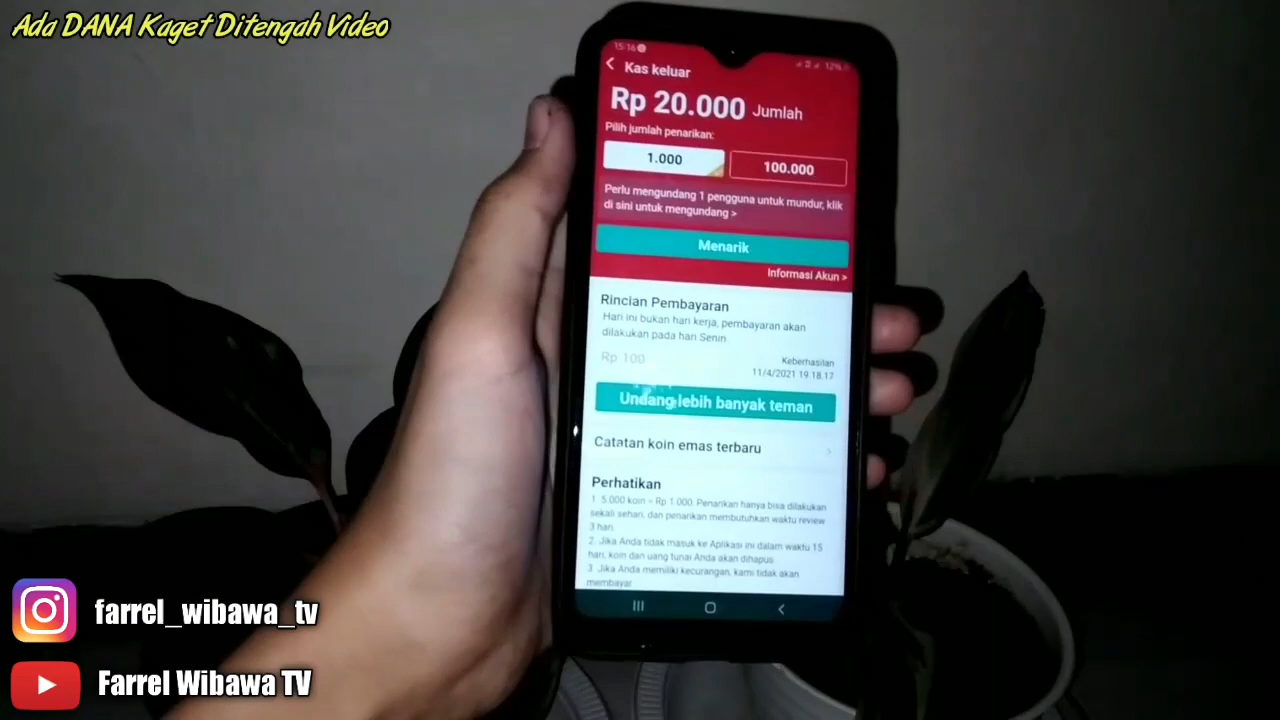 Ada DANA Kaget Ditengah Video
15:16
12%
Kas keluar
Rp 20.000 Jumlah
Pilih jumlah penarikan:
1.000
100.000
Perlu mengundang 1 pengguna untuk mundur, klik
di sini untuk mengundang >
Menarik
Informasi Akun >
Rincian Pembayaran
Hari ini bukan hari kerja, pembayaran akan
dilakukan pada hari Senin
Rp 100
Keberhasilan
11/4/2021 19.18.17
Undang lebih banyak teman
Catatan koin emas terbaru
Perhatikan
1. 5.000 koin = Rp 1.000. Penarikan hanya bisa dilakukan
sekali sehari, dan penarikan membutuhkan waktu review
3 hari
2. Jika Anda tidak masuk ke Aplikasi ini dalam waktu 15
hari, koin dan uang tunai Anda akan dihapus
3. Jika Anda memiliki kecurangan, kami tidak akan
membayar
farrel_wibawa_tv
Farrel Wibawa TV